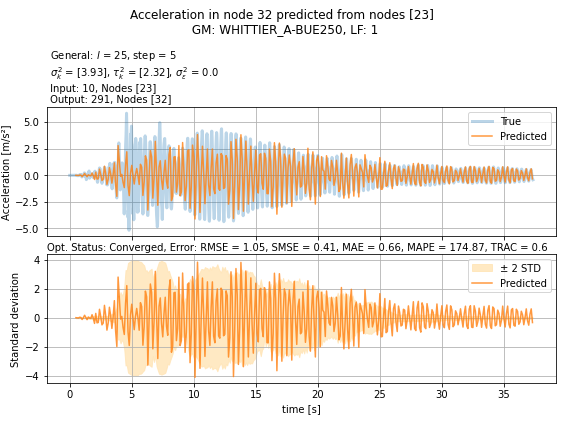 Acceleration in node 32 predicted from nodes [23]
GM: WHITTIER_A-BUE250, LF: 1
General: l = 25, step = 5
σ²ₖ = [3.93], τ²ₖ = [2.32], σ²ε = 0.0
Input: 10, Nodes [23]
Output: 291, Nodes [32]
Acceleration [m/s²]
5.0
2.5
0.0
−2.5
−5.0
True
Predicted
Opt. Status: Converged, Error: RMSE = 1.05, SMSE = 0.41, MAE = 0.66, MAPE = 174.87, TRAC = 0.6
Standard deviation
4
2
0
−2
−4
± 2 STD
Predicted
0 5 10 15 20 25 30 35
time [s]